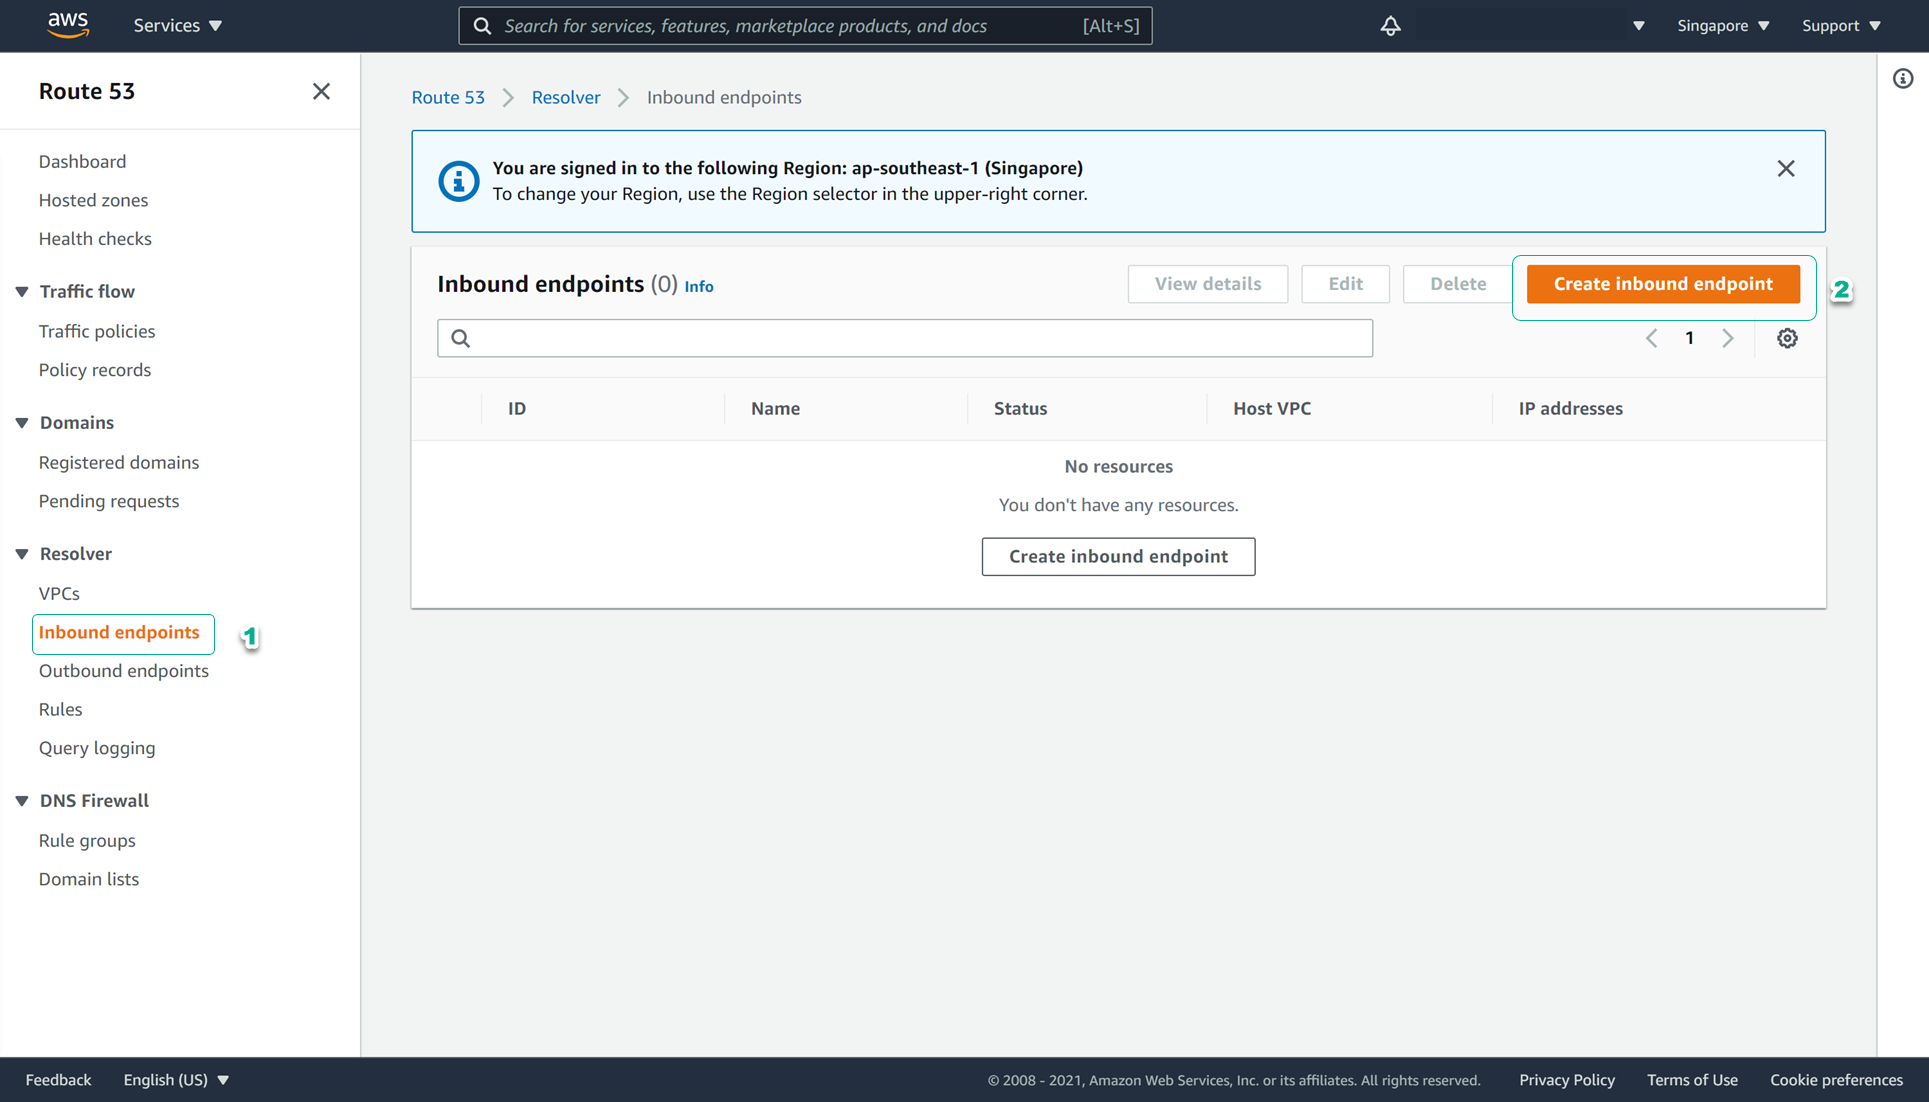 aws
Services
Search for services, features, marketplace products, and docs [Alt+S]
Singapore
Support
Route 53
Dashboard
Hosted zones
Health checks
Traffic flow
Traffic policies
Policy records
Domains
Registered domains
Pending requests
Resolver
VPCs
Inbound endpoints
1
Outbound endpoints
Rules
Query logging
DNS Firewall
Rule groups
Domain lists
Route 53 > Resolver > Inbound endpoints
You are signed in to the following Region: ap-southeast-1 (Singapore)
To change your Region, use the Region selector in the upper-right corner.
Inbound endpoints (0) Info
View details
Edit
Delete
Create inbound endpoint
2
1
ID Name Status Host VPC IP addresses
No resources
You don't have any resources.
Create inbound endpoint
Feedback
English (US)
© 2008 - 2021, Amazon Web Services, Inc. or its affiliates. All rights reserved.
Privacy Policy
Terms of Use
Cookie preferences